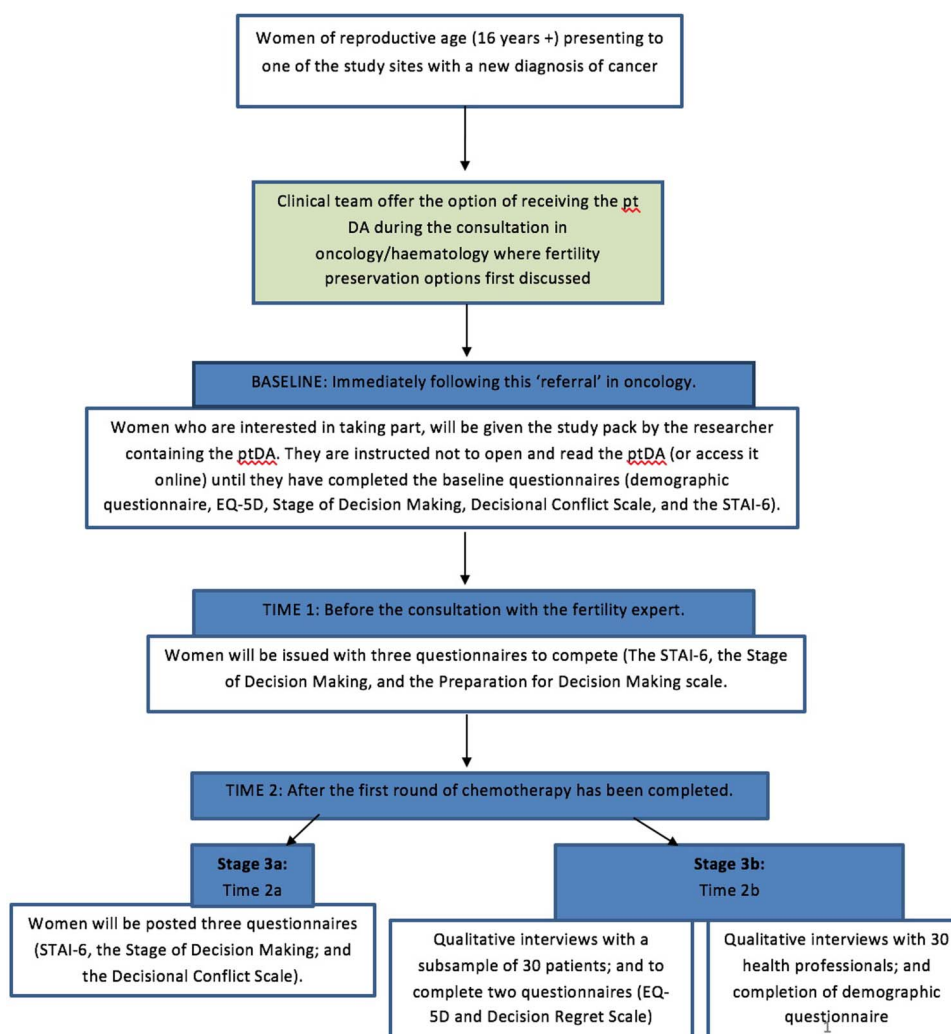 Women of reproductive age (16 years +) presenting to
one of the study sites with a new diagnosis of cancer
Clinical team offer the option of receiving the pt
DA during the consultation in
oncology/haematology where fertility
preservation options first discussed
BASELINE: Immediately following this ‘referral’ in oncology.
Women who are interested in taking part, will be given the study pack by the researcher
containing the ptDA. They are instructed not to open and read the ptDA (or access it
online) until they have completed the baseline questionnaires (demographic
questionnaire, EQ-5D, Stage of Decision Making, Decisional Conflict Scale, and the STAI-6).
TIME 1: Before the consultation with the fertility expert.
Women will be issued with three questionnaires to compete (The STAI-6, the Stage
of Decision Making, and the Preparation for Decision Making scale.
TIME 2: After the first round of chemotherapy has been completed.
Stage 3a:
Time 2a
Women will be posted three questionnaires
(STAI-6, the Stage of Decision Making; and
the Decisional Conflict Scale).
Stage 3b:
Time 2b
Qualitative interviews with a
subsample of 30 patients; and to
complete two questionnaires (EQ-
5D and Decision Regret Scale)
Qualitative interviews with 30
health professionals; and
completion of demographic
questionnaire
1